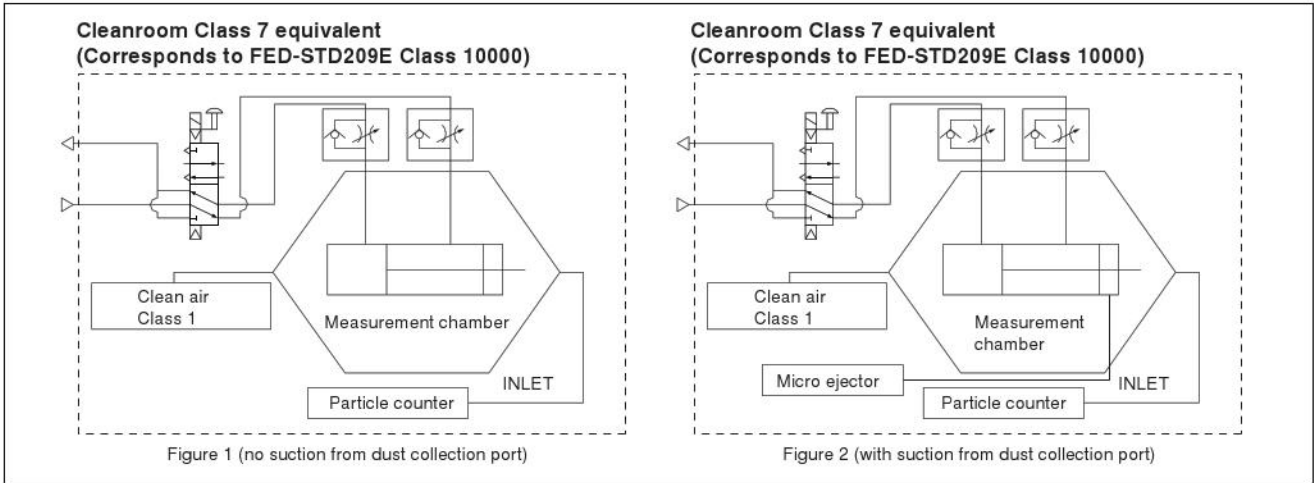 Cleanroom Class 7 equivalent
(Corresponds to FED-STD209E Class 10000)
Clean air
Class 1
Measurement chamber
INLET
Particle counter
Figure 1 (no suction from dust collection port)
Cleanroom Class 7 equivalent
(Corresponds to FED-STD209E Class 10000)
Clean air
Class 1
Measurement
chamber
Micro ejector
INLET
Particle counter
Figure 2 (with suction from dust collection port)